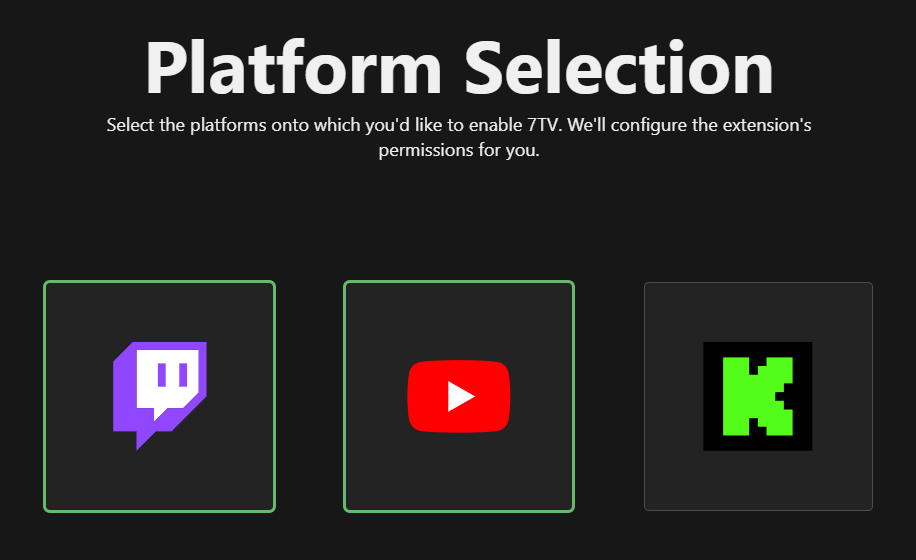 Platform Selection
Select the platforms onto which you'd like to enable 7TV. We'll configure the extension's
permissions for you.